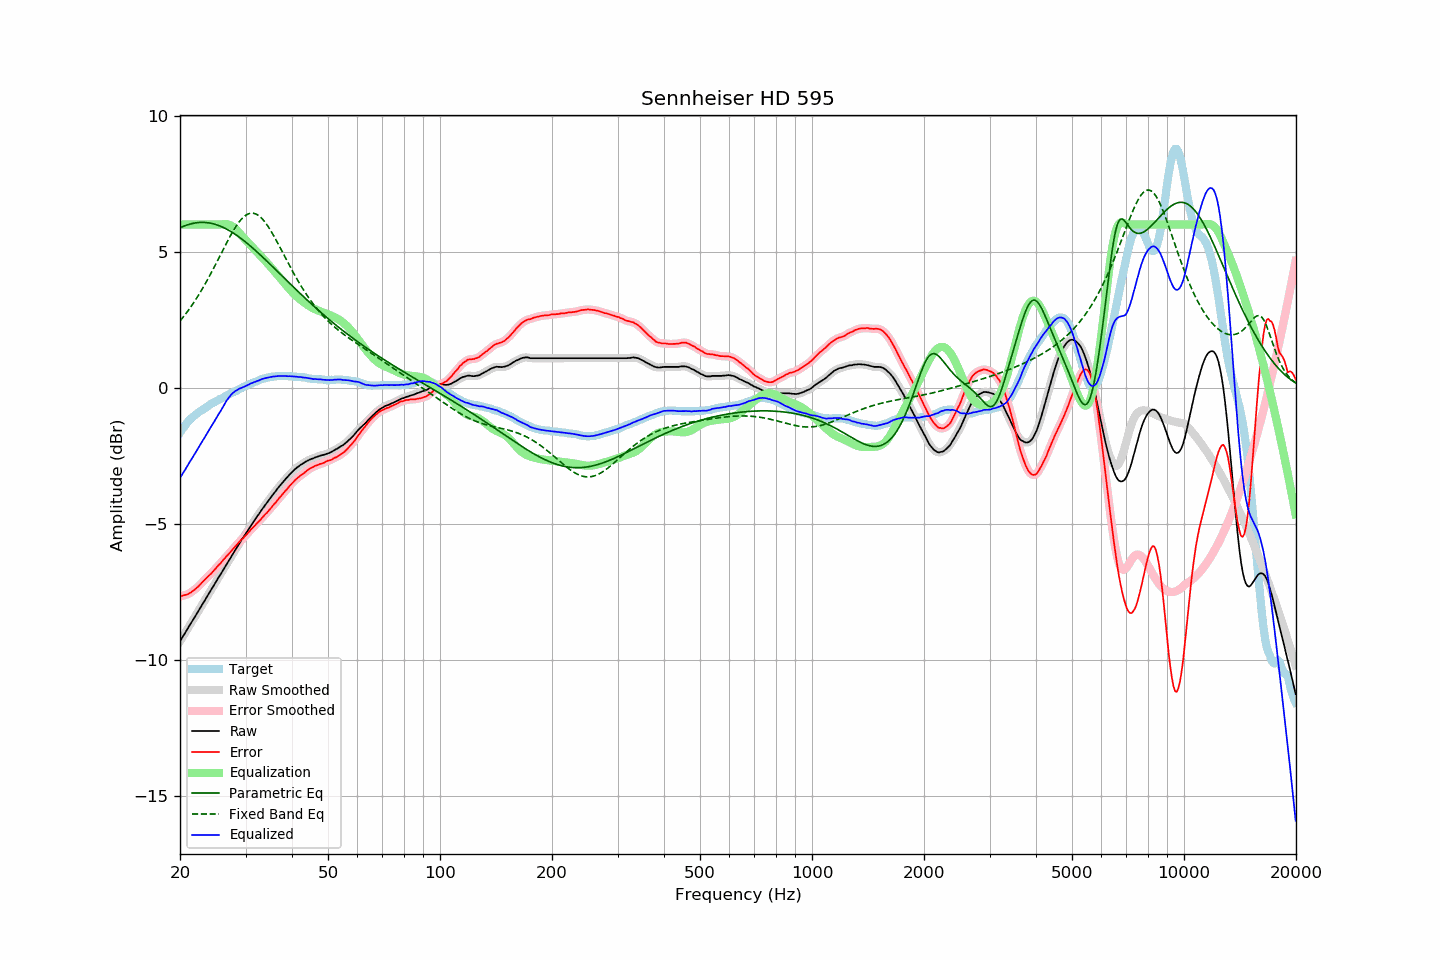 Sennheiser HD 595
Amplitude (dBr)
10
5
0
−5
−10
−15
Target
Raw Smoothed
Error Smoothed
Raw
Error
Equalization
Parametric Eq
Fixed Band Eq
Equalized
20 50 100 200 500 1000 2000 5000 10000 20000
Frequency (Hz)